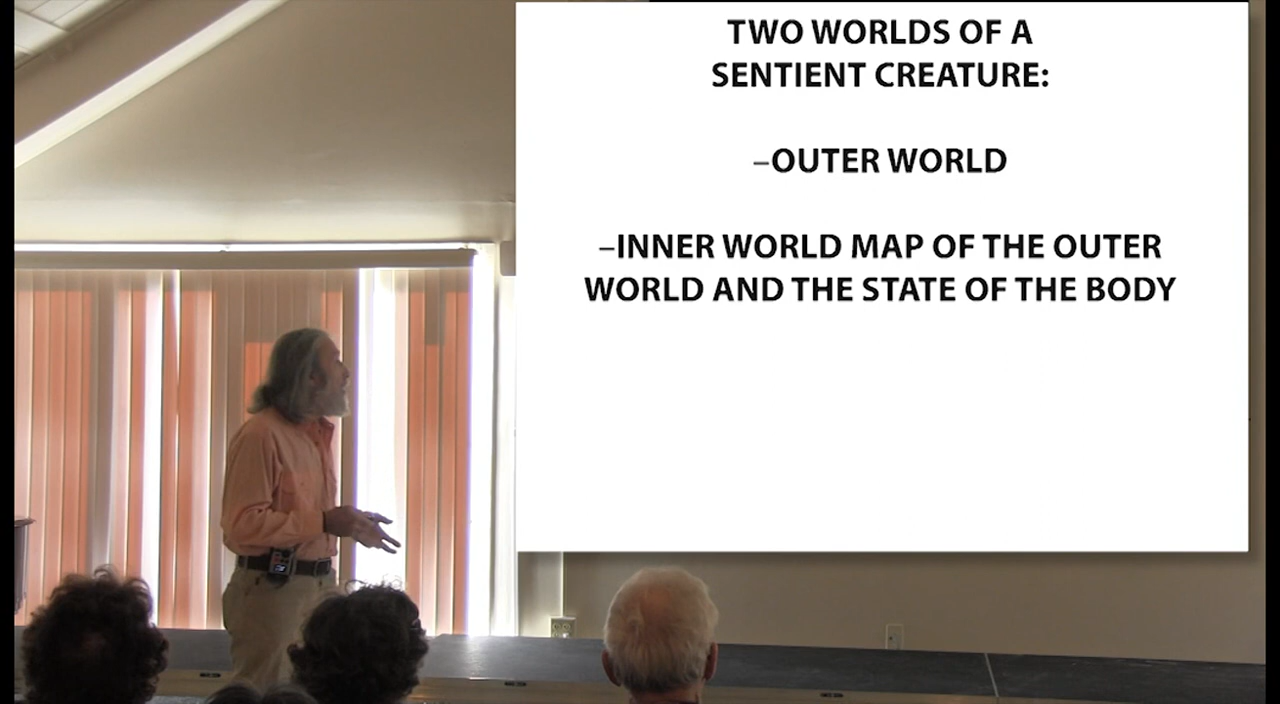 TWO WORLDS OF A
SENTIENT CREATURE:
–OUTER WORLD
–INNER WORLD MAP OF THE OUTER
WORLD AND THE STATE OF THE BODY